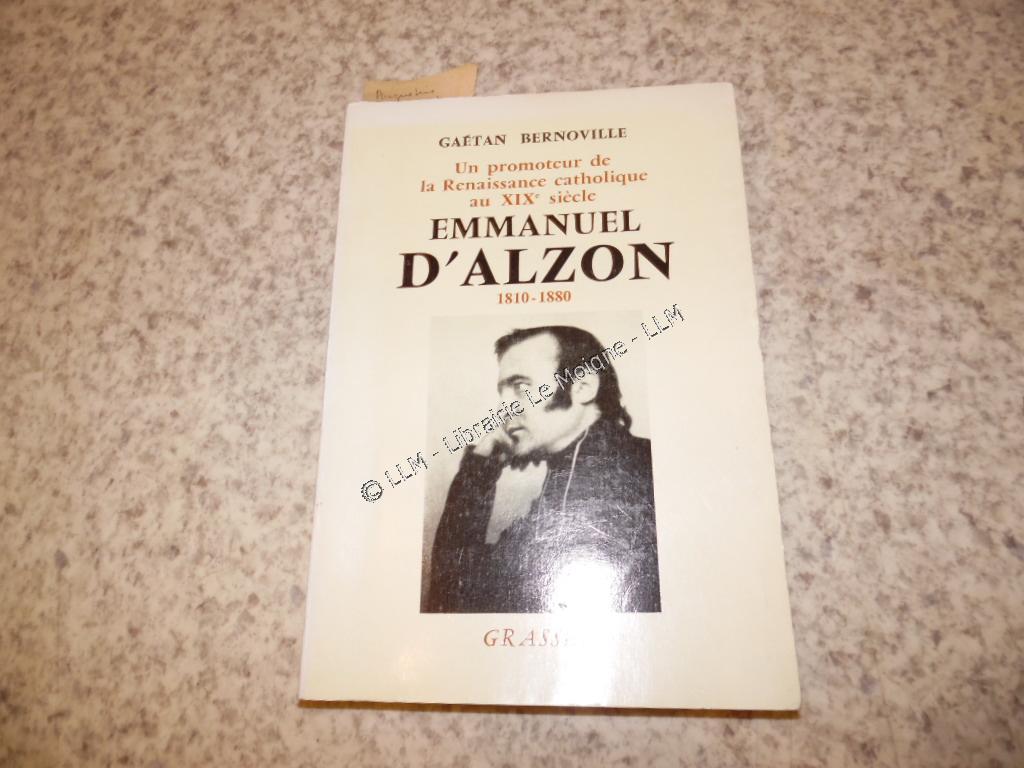 GAËTAN BERNOVILLE
Un promoteur de
la Renaissance catholique
au XIXe siècle
EMMANUEL
D'ALZON
1810-1880
© LLM - Librairie Le Moigne - LLM